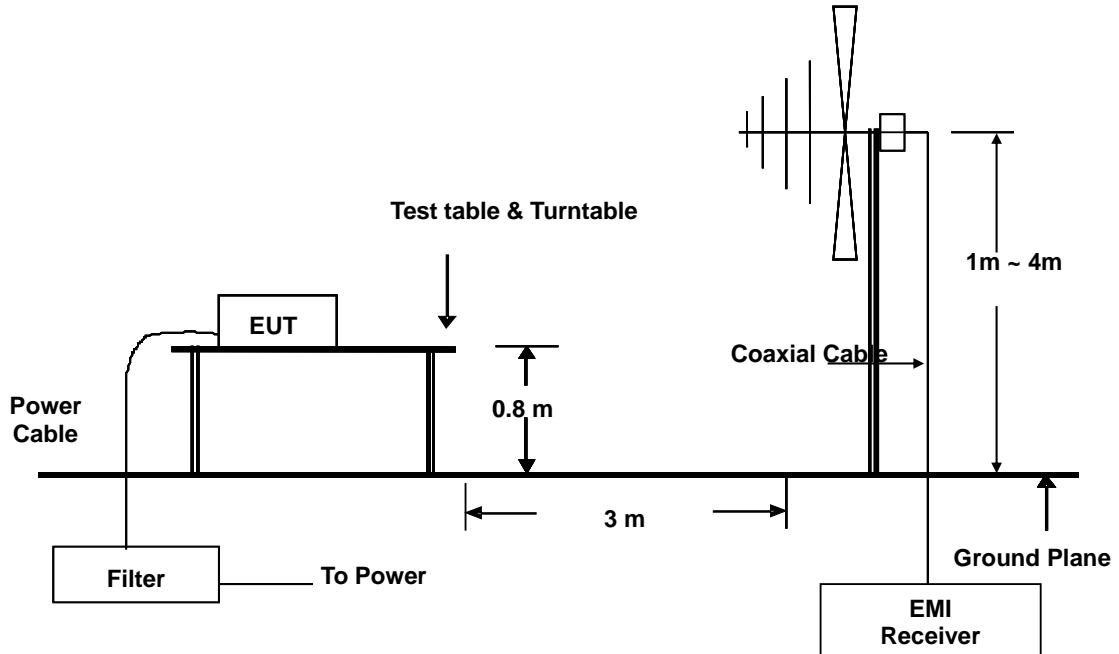 Test table & Turntable
1m ~ 4m
EUT
Coaxial Cable
0.8 m
Power
Cable
3 m
Ground Plane
Filter
To Power
EMI
Receiver